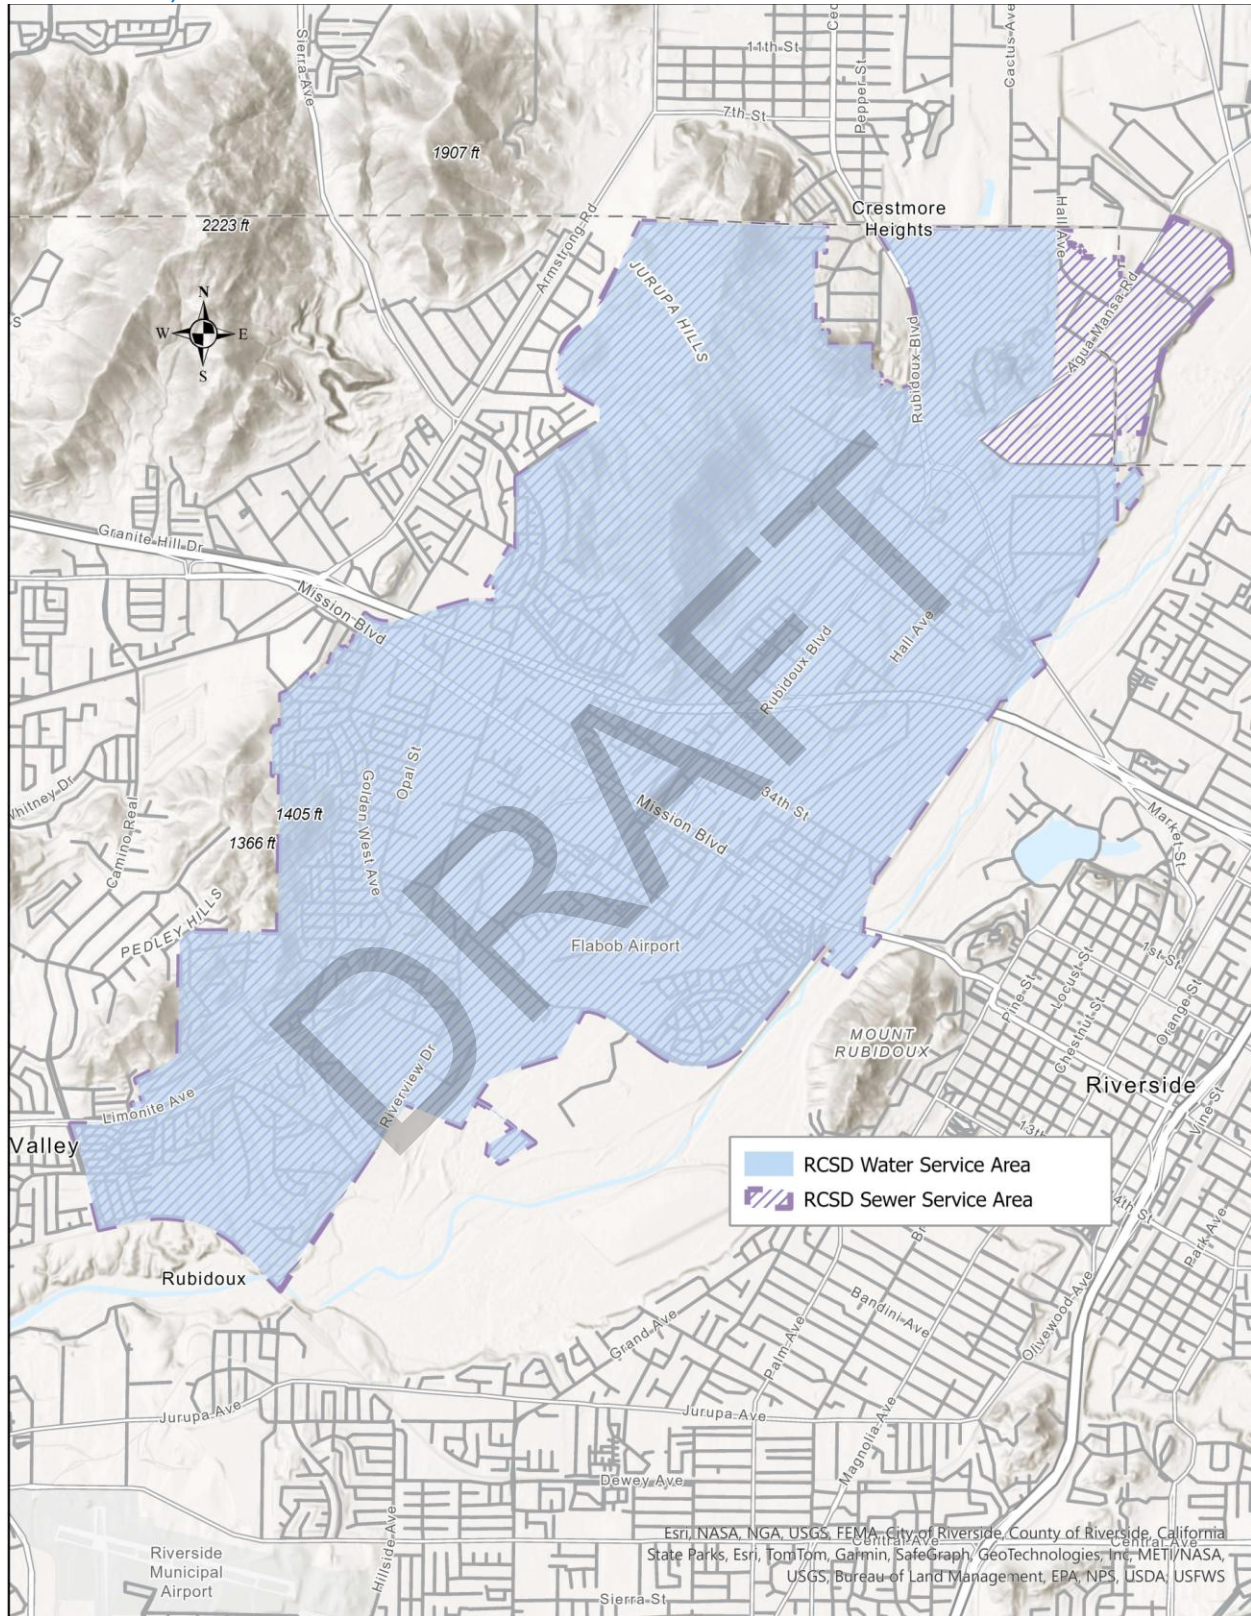 Sierra Ave
11th St
Cactus Ave
Pepper St
7th St
1907 ft
2223 ft
Armstrong Rd
Crestmore
Heights
Hall Ave
JURUPA HILLS
Agua Mansa Rd
N
W
E
S
S
Rubidoux Blvd
Granite Hill Dr
Mission Blvd
Hall Ave
Rubidoux Blvd
Opal St
Golden West Ave
34th St
Mission Blvd
1405 ft
1366 ft
Whitney Dr
Camino Real
PEDLEY HILLS
Market St
Flabob Airport
1st St
Locust St
Pine St
Chestnut St
Orange St
MOUNT
RUBIDOUX
DRAFT
Riverview Dr
Limonite Ave
Riverside
Vine St
13th
Valley
RCSD Water Service Area
RCSD Sewer Service Area
4th St
Park Ave
Rubidoux
Grand Ave
Palm Ave
Bandini Ave
Olivewood Ave
Jurupa Ave
Jurupa Ave
Magnolia Ave
Dewey Ave
Hillside Ave
Central Ave
Central Ave
Riverside
Municipal
Airport
Sierra St
Esri, NASA, NGA, USGS, FEMA, City of Riverside, County of Riverside, California
State Parks, Esri, TomTom, Garmin, SafeGraph, GeoTechnologies, Inc, METI/NASA,
USGS, Bureau of Land Management, EPA, NPS, USDA, USFWS